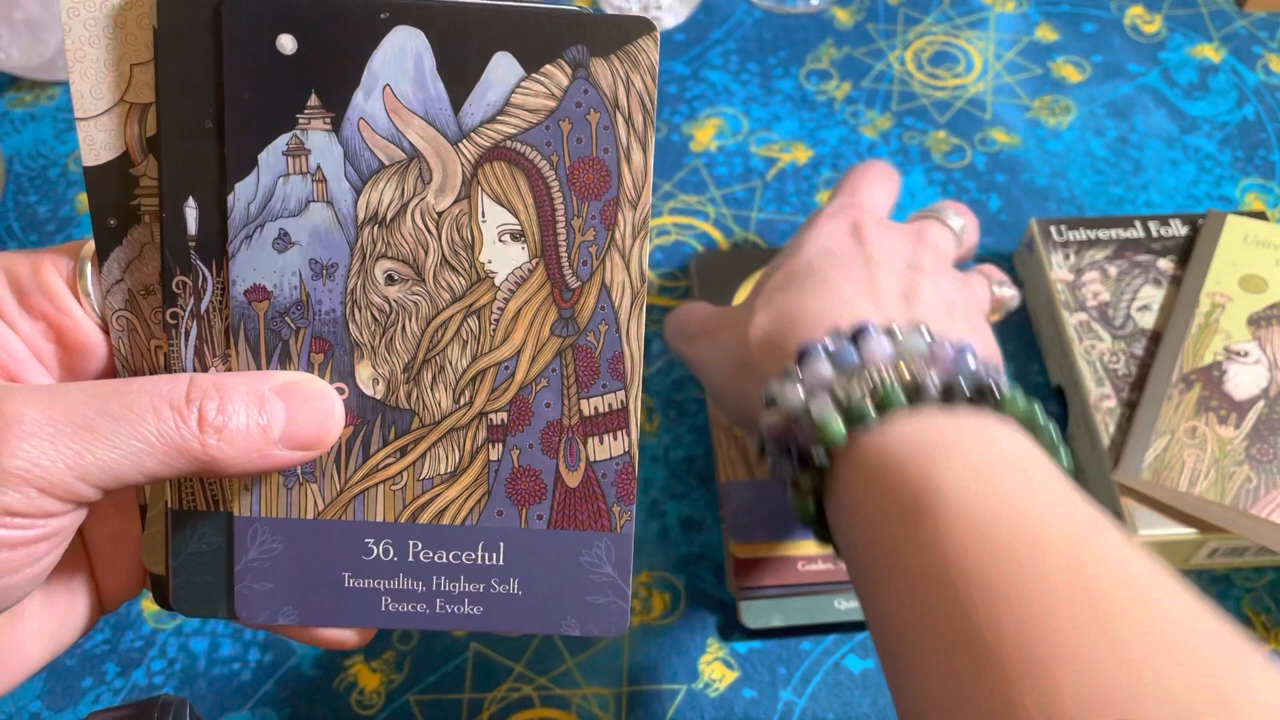 36. Peaceful
Tranquility, Higher Self,
Peace, Evoke
Universal Folk